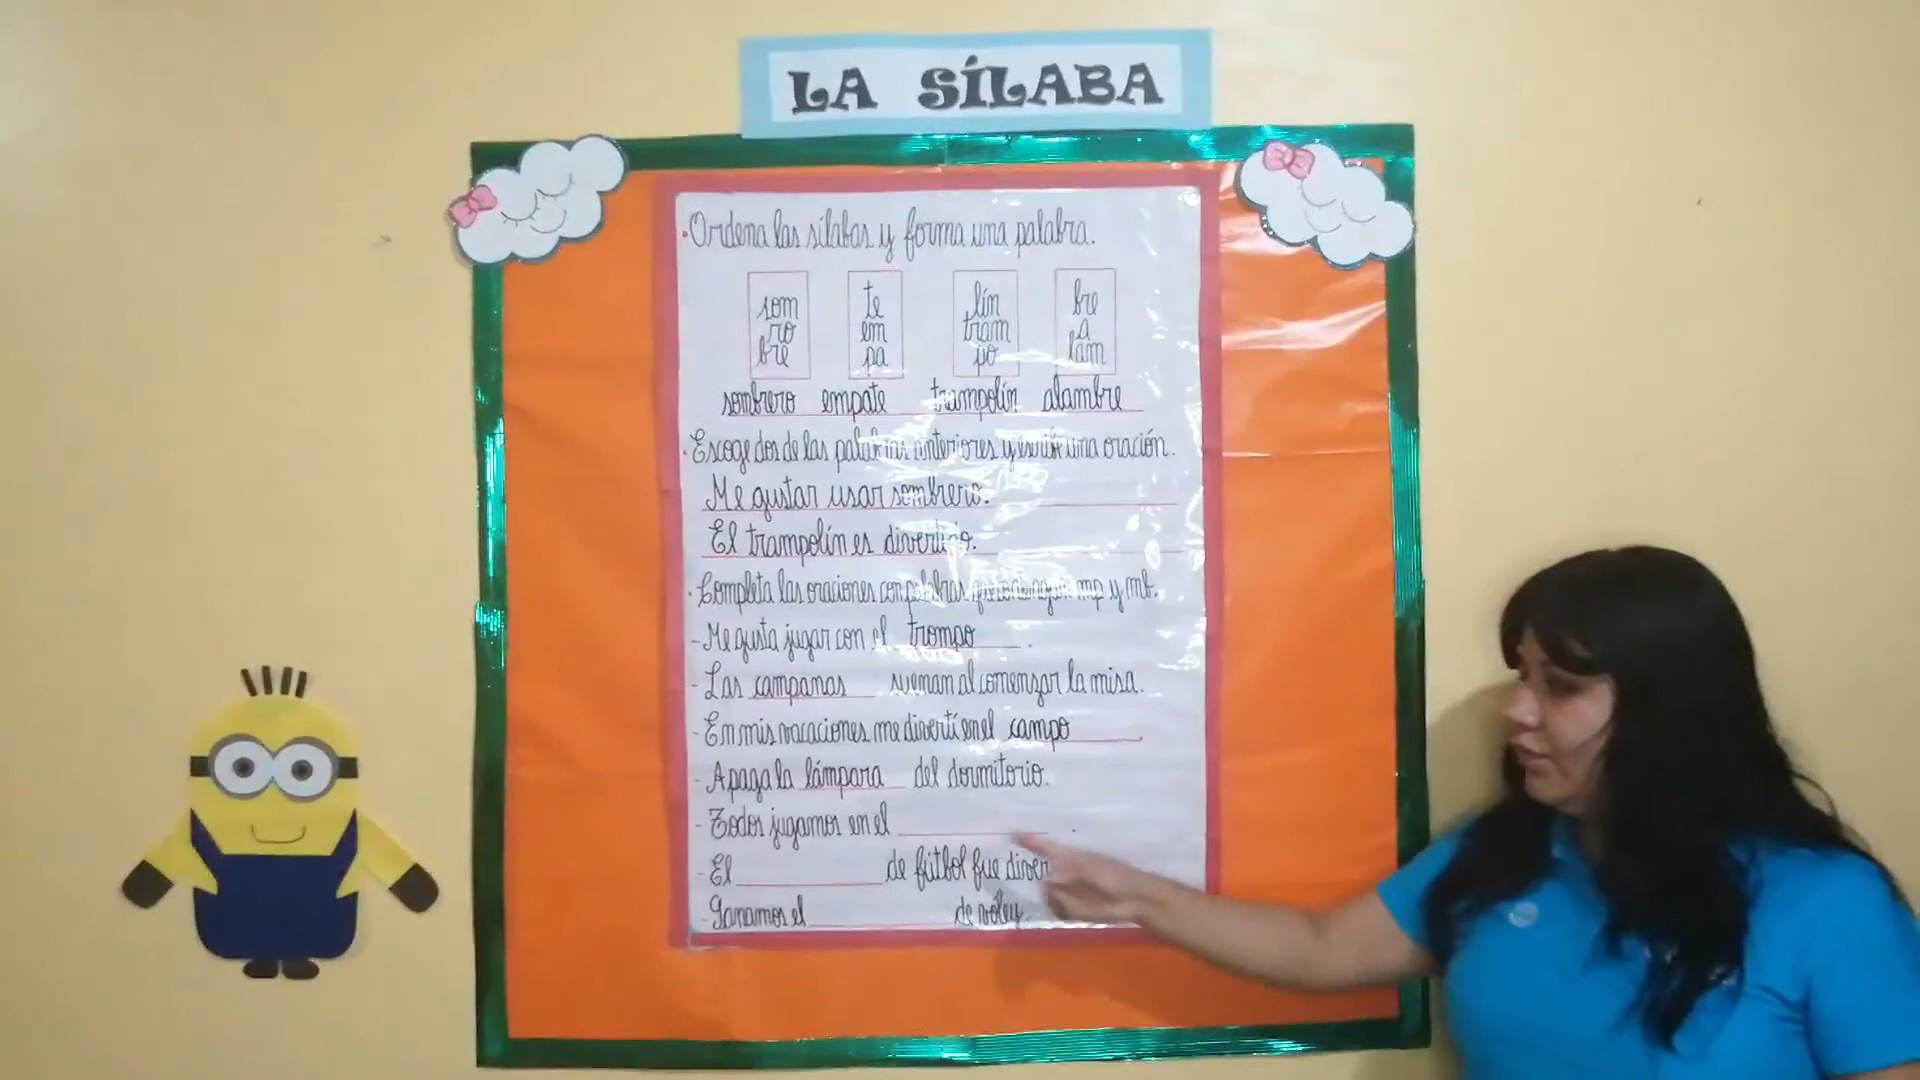 LA SÍLABA
Ordena las sílabas y forma una palabra.
som te lín bre
ro em tram a
bre pa po lam
sombrero empate trampolín alambre
Escoge dos de las palabras anteriores y escribe una oración.
Me gustar usar sombrero.
El trampolín es divertido.
Completa las oraciones con palabras que contengan mp y mb.
- Me gusta jugar con el trompo.
- Las campanas suenan al comenzar la misa.
- En mis vacaciones me divertí en el campo.
- Apaga la lámpara del dormitorio.
- Todos jugamos en el .
- El de fútbol fue diver
- Ganamos el de voley.